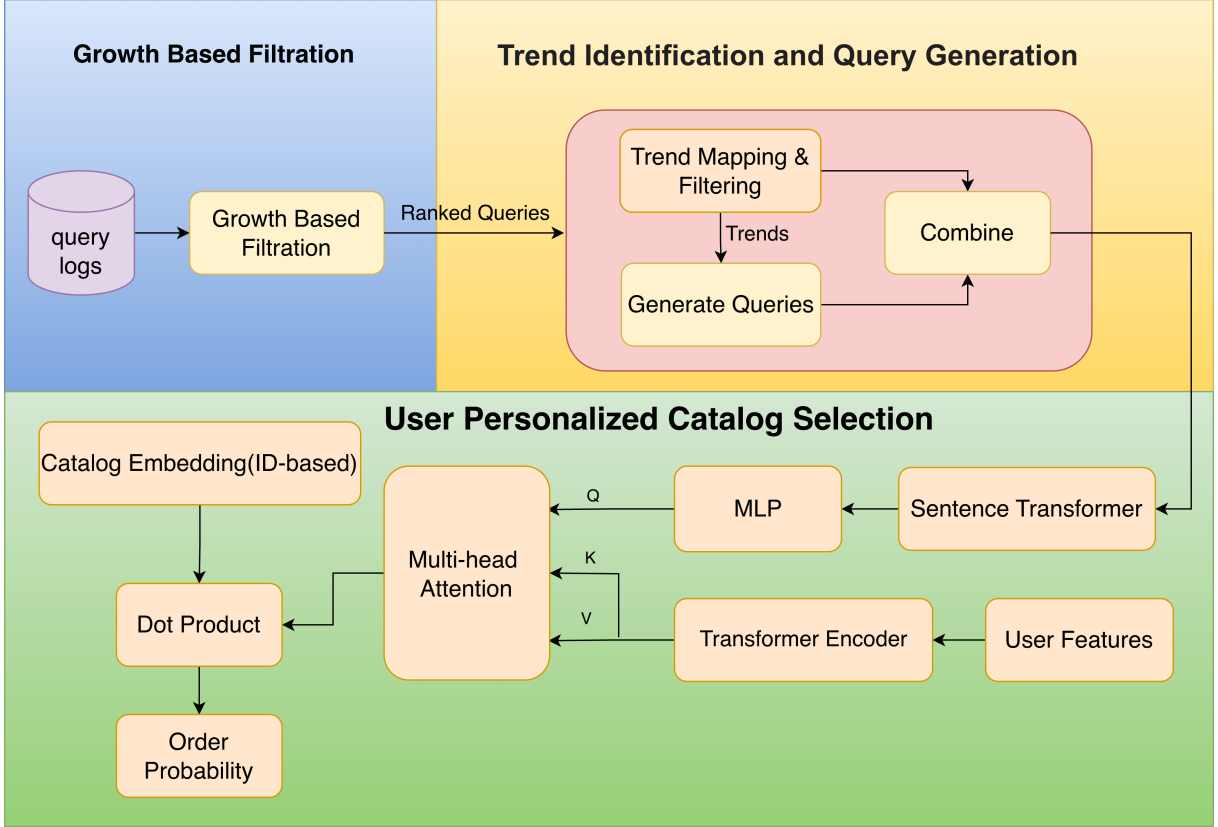 Growth Based Filtration
Trend Identification and Query Generation
query
logs
Growth Based
Filtration
Ranked Queries
Trend Mapping &
Filtering
Trends
Generate Queries
Combine
User Personalized Catalog Selection
Catalog Embedding(ID-based)
Multi-head
Attention
Q
MLP
Sentence Transformer
K
V
Transformer Encoder
User Features
Dot Product
Order
Probability